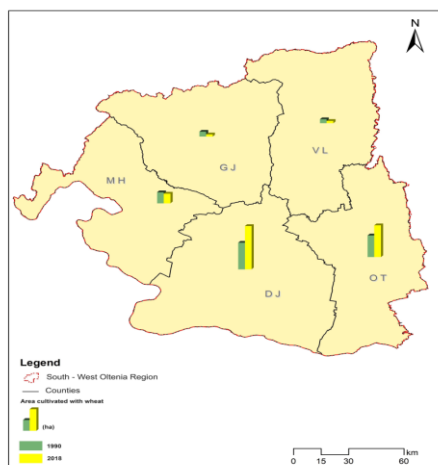 N
VL
GJ
MH
OT
DJ
Legend
South - West Oltenia Region
Counties
Area cultivated with wheat
(ha)
1990
2018
km
0 15 30 60